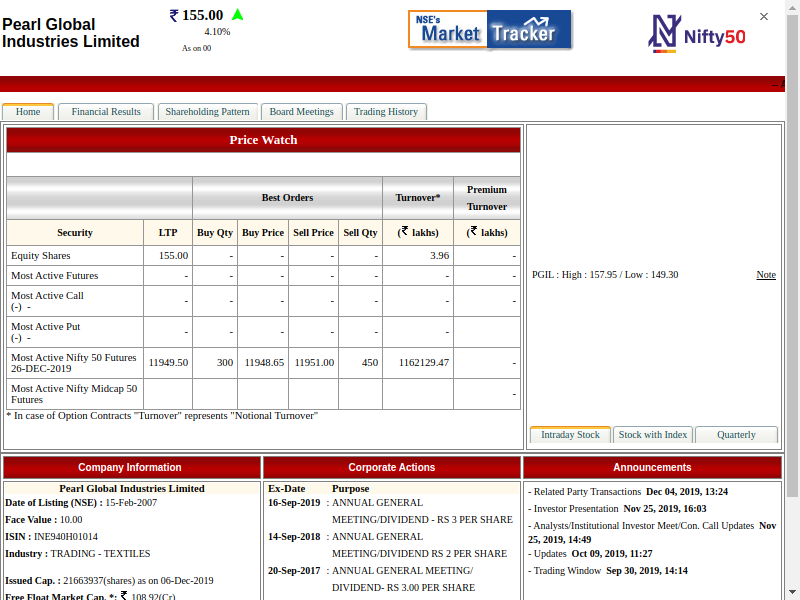 Pearl Global
Industries Limited
₹ 155.00
4.10%
As on 00
NSE's
Market Tracker
Nifty50
Home
Financial Results
Shareholding Pattern
Board Meetings
Trading History
Price Watch
Best Orders
Turnover*
Premium
Turnover
Security LTP Buy Qty Buy Price Sell Price Sell Qty (₹ lakhs) (₹ lakhs)
Equity Shares 155.00 - - - - 3.96 -
Most Active Futures - - - - - - -
Most Active Call
(-) - - - - - - - -
Most Active Put
(-) - - - - - - -
Most Active Nifty 50 Futures
26-DEC-2019 11949.50 300 11948.65 11951.00 450 1162129.47 -
Most Active Nifty Midcap 50
Futures -
* In case of Option Contracts "Turnover" represents "Notional Turnover"
PGIL : High : 157.95 / Low : 149.30
Note
Intraday Stock
Stock with Index
Quarterly
Company Information
Pearl Global Industries Limited
Date of Listing (NSE) : 15-Feb-2007
Face Value : 10.00
ISIN : INE940H01014
Industry : TRADING - TEXTILES
Issued Cap. : 21663937(shares) as on 06-Dec-2019
Free Float Market Cap. *: ₹ 108.92(Cr)
Corporate Actions
Ex-Date Purpose
16-Sep-2019 : ANNUAL GENERAL
MEETING/DIVIDEND - RS 3 PER SHARE
14-Sep-2018 : ANNUAL GENERAL
MEETING/DIVIDEND RS 2 PER SHARE
20-Sep-2017 : ANNUAL GENERAL MEETING/
DIVIDEND- RS 3.00 PER SHARE
Announcements
- Related Party Transactions Dec 04, 2019, 13:24
- Investor Presentation Nov 25, 2019, 16:03
- Analysts/Institutional Investor Meet/Con. Call Updates Nov
25, 2019, 14:49
- Updates Oct 09, 2019, 11:27
- Trading Window Sep 30, 2019, 14:14